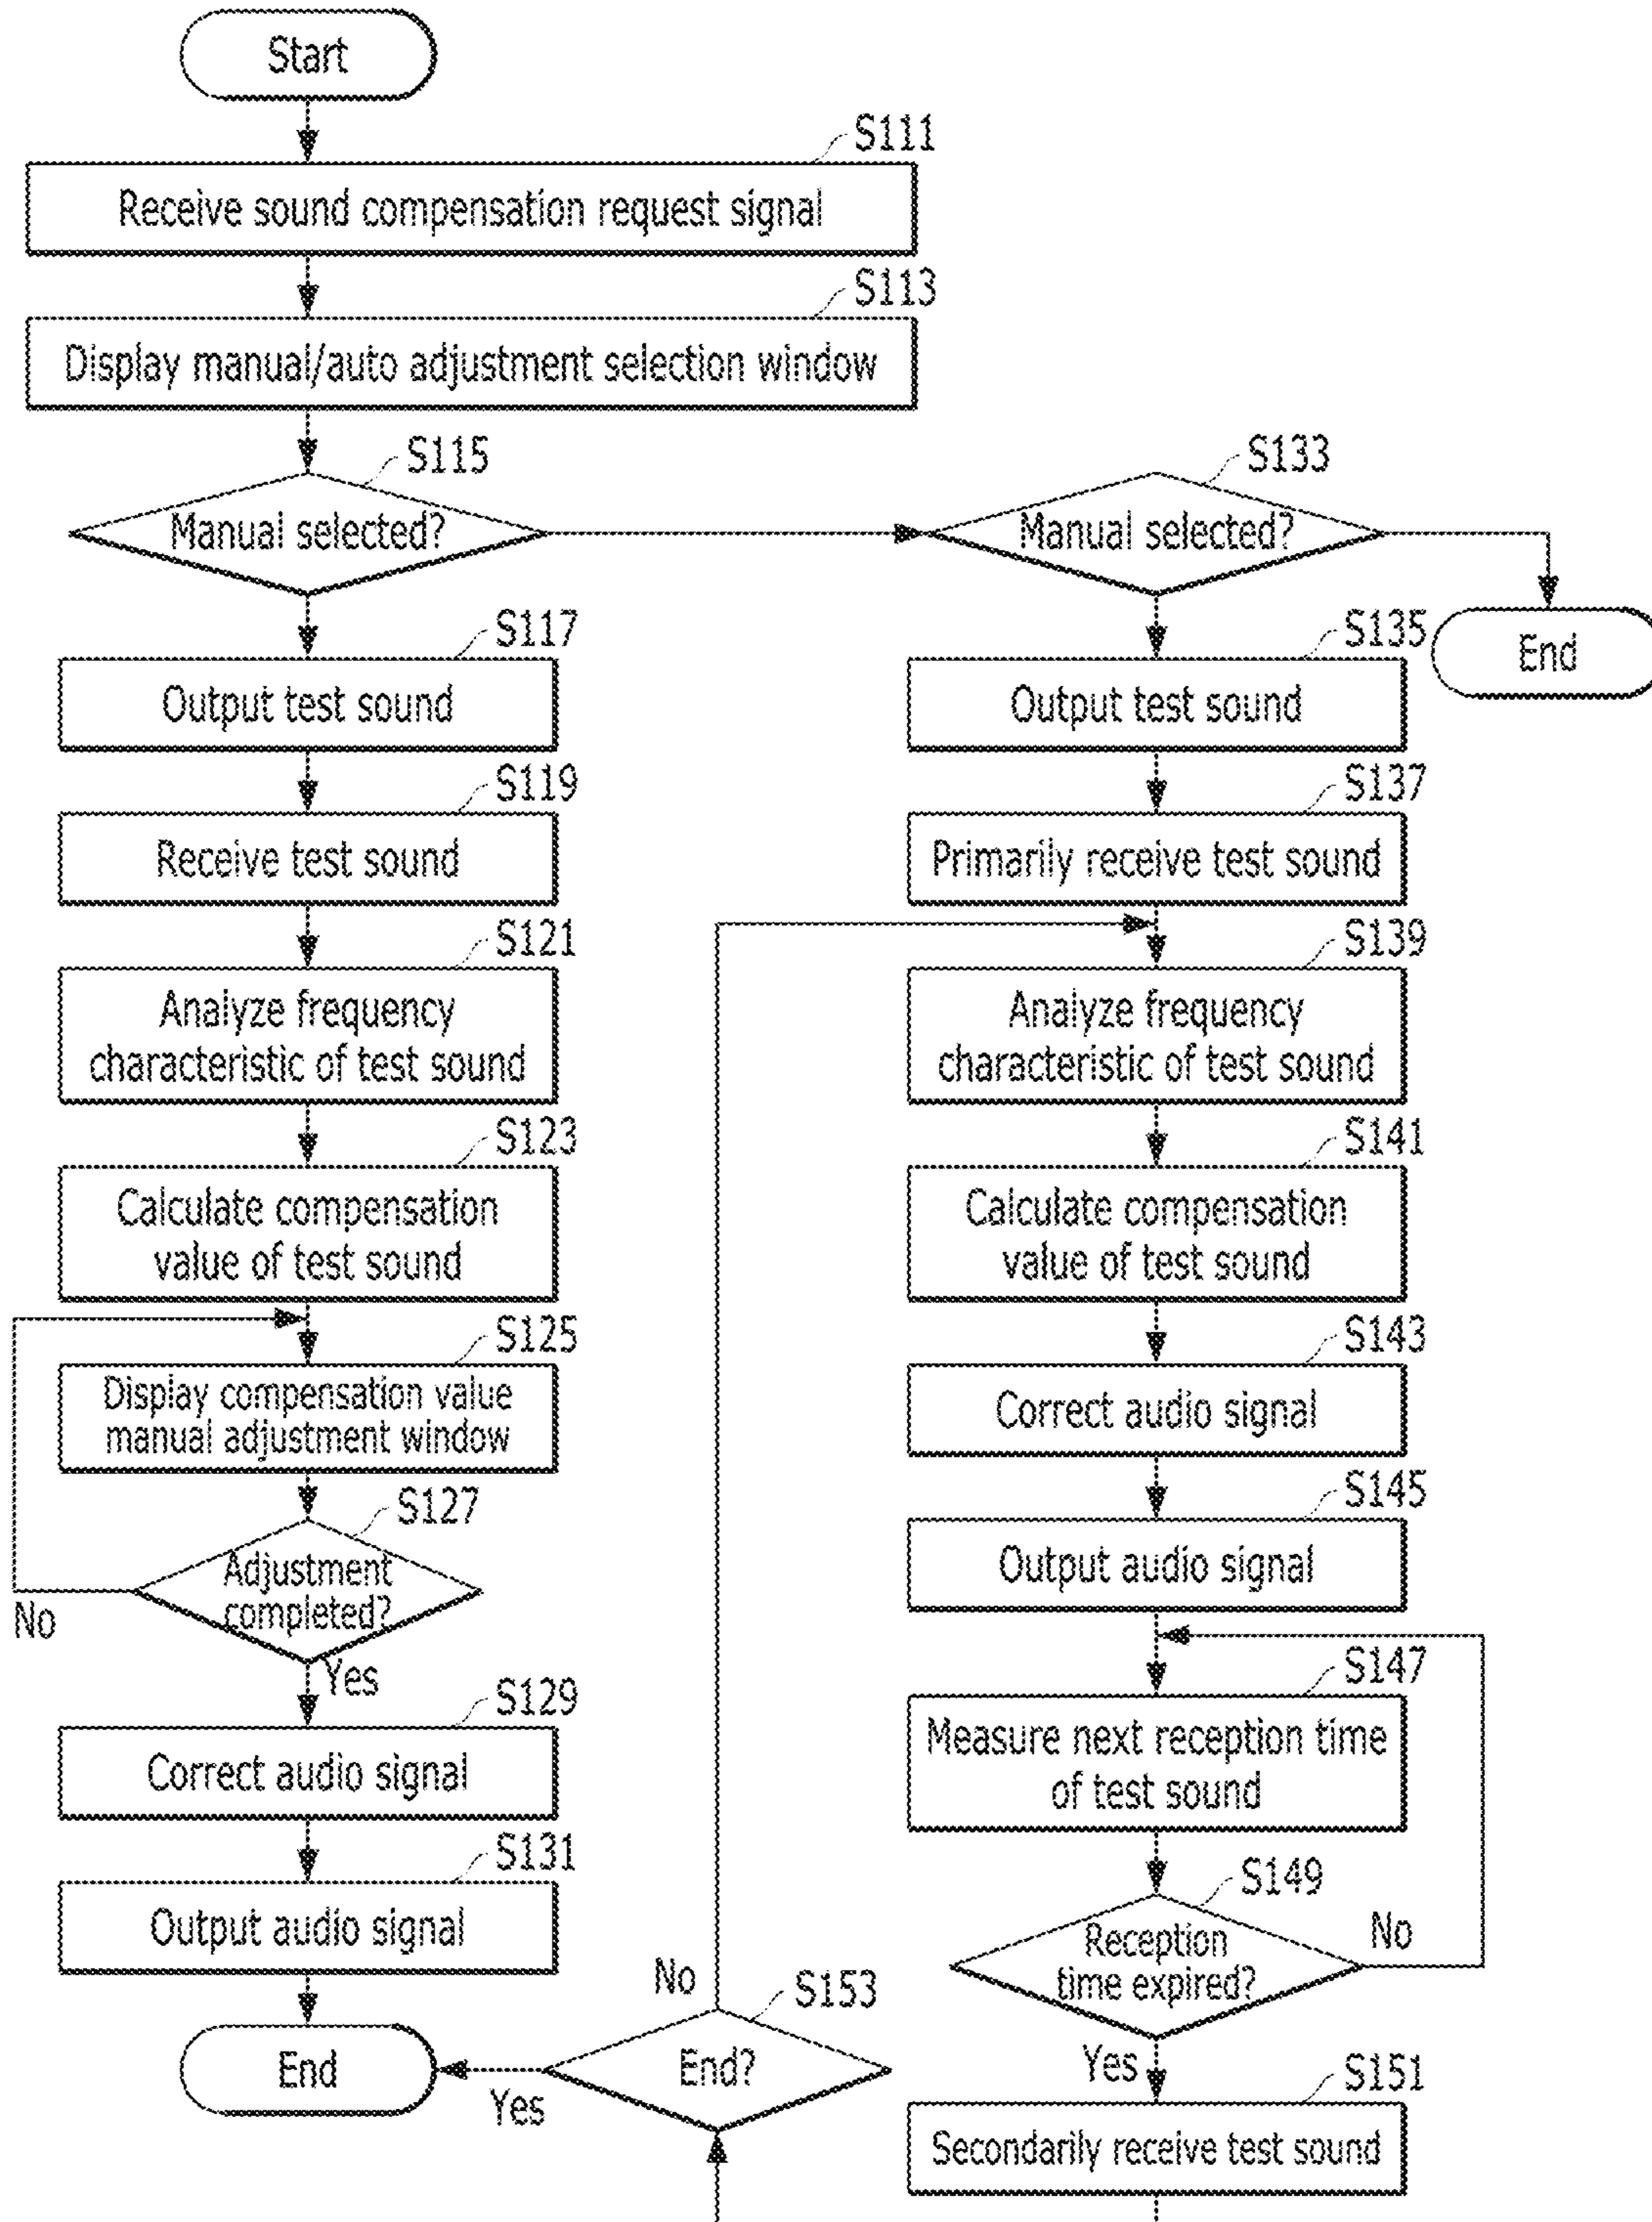 Start
S111
Receive sound compensation request signal
S113
Display manual/auto adjustment selection window
S115
Manual selected?
S117
Output test sound
S119
Receive test sound
S121
Analyze frequency
characteristic of test sound
S123
Calculate compensation
value of test sound
S125
Display compensation value
manual adjustment window
S127
Adjustment
completed?
No
Yes
S129
Correct audio signal
S131
Output audio signal
End
S133
Manual selected?
End
S135
Output test sound
S137
Primarily receive test sound
S139
Analyze frequency
characteristic of test sound
S141
Calculate compensation
value of test sound
S143
Correct audio signal
S145
Output audio signal
S147
Measure next reception time
of test sound
S149
Reception
time expired?
No
Yes
S151
Secondarily receive test sound
S153
End?
No
Yes